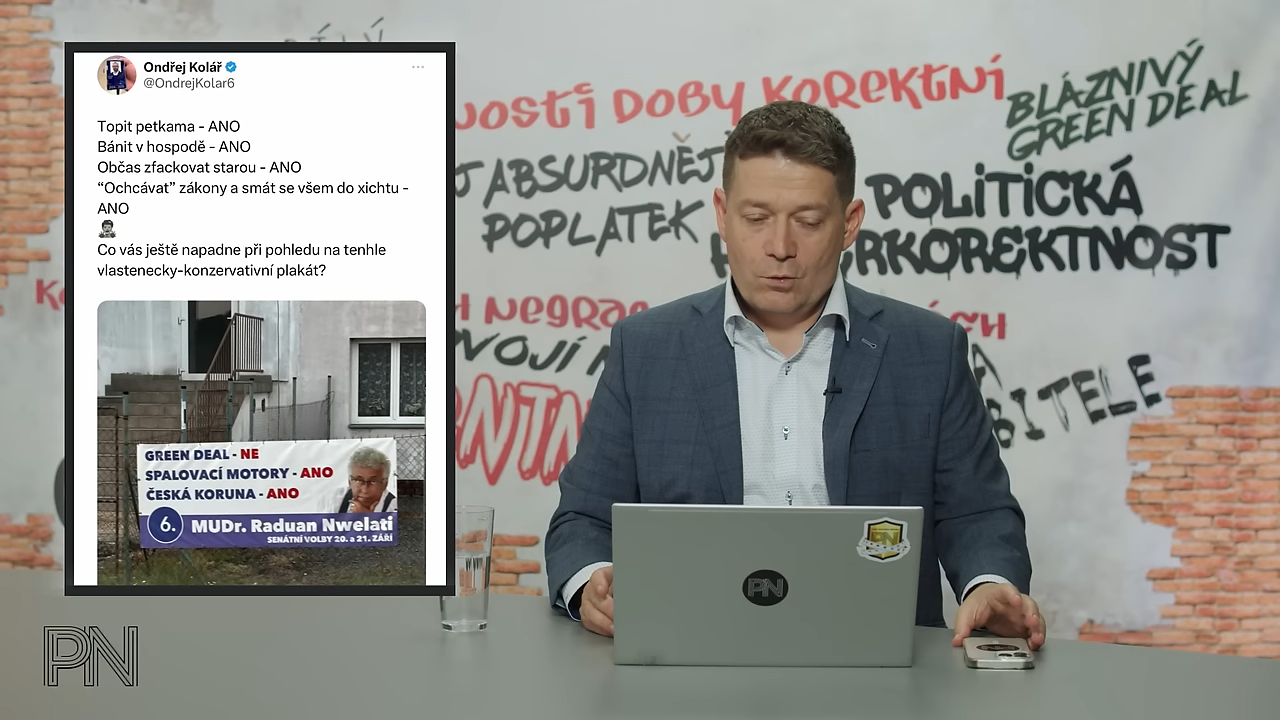 Ondřej Kolář
@OndrejKolar6
Topit petkama - ANO
Bánit v hospodě - ANO
Občas zfackovat starou - ANO
“Ochcávat” zákony a smát se všem do xichtu -
ANO
Co vás ještě napadne při pohledu na tenhle
vlastenecky-konzervativní plakát?
GREEN DEAL - NE
SPALOVACÍ MOTORY - ANO
ČESKÁ KORUNA - ANO
6. MUDr. Raduan Nwelati
SENÁTNÍ VOLBY 20. a 21. ZÁŘÍ
DOBY KOREKTNÍ
BLÁZNIVÝ
GREEN DEAL
ABSURDNĚJ
POPLATEK
POLITICKÁ
RKOREKTNOST
PN
PN
PN